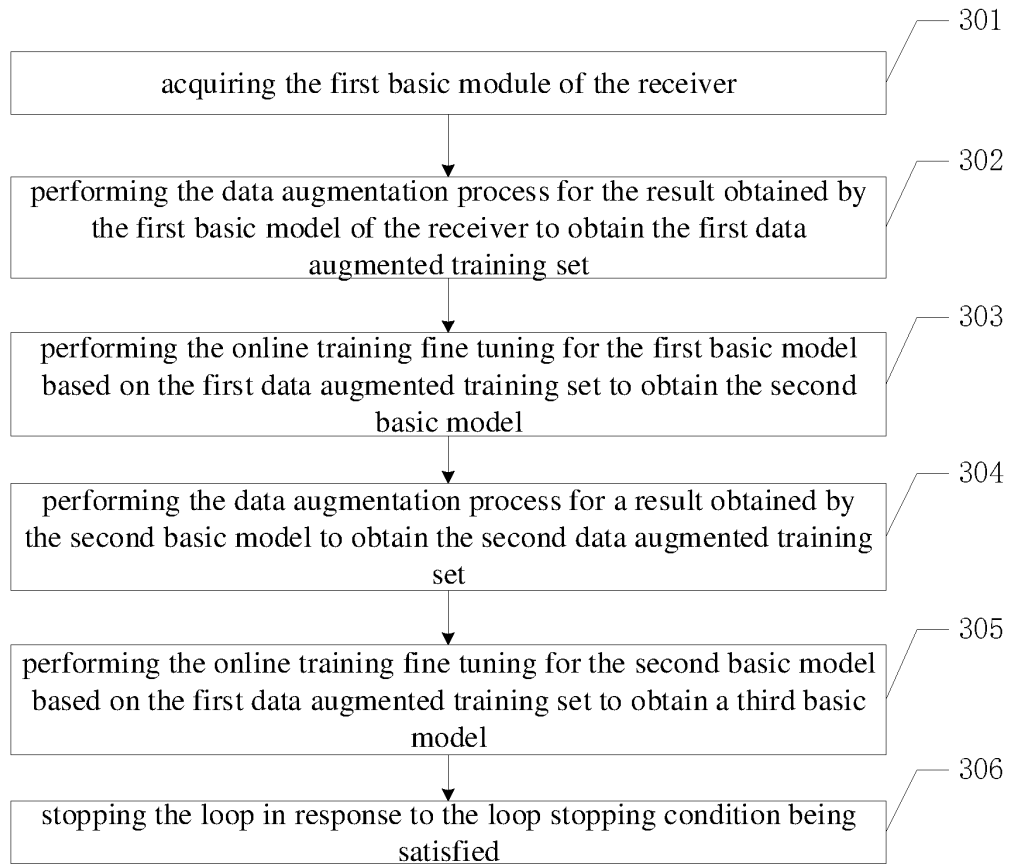 301
acquiring the first basic module of the receiver
302
performing the data augmentation process for the result obtained by
the first basic model of the receiver to obtain the first data
augmented training set
303
performing the online training fine tuning for the first basic model
based on the first data augmented training set to obtain the second
basic model
304
performing the data augmentation process for a result obtained by
the second basic model to obtain the second data augmented training
set
305
performing the online training fine tuning for the second basic model
based on the first data augmented training set to obtain a third basic
model
306
stopping the loop in response to the loop stopping condition being
satisfied